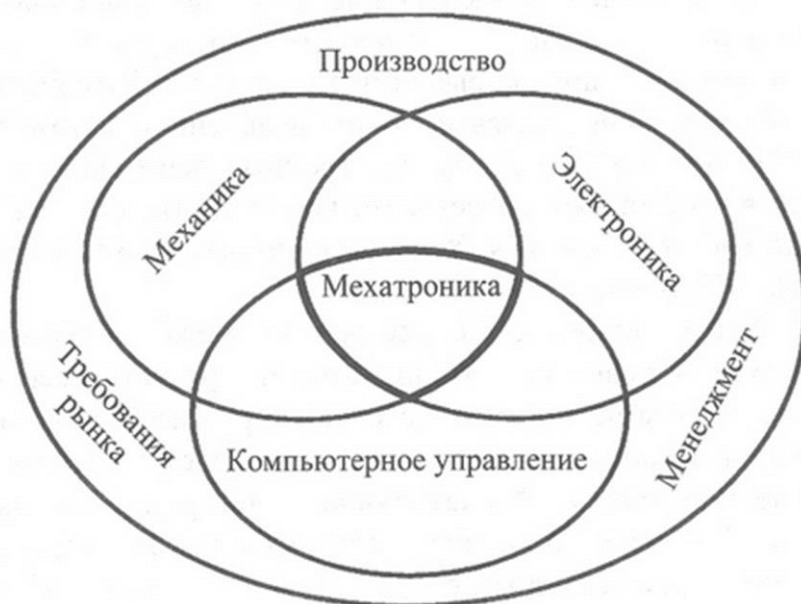 Производство
Механика
Электроника
Мехатроника
Требования
рынка
Менеджмент
Компьютерное управление